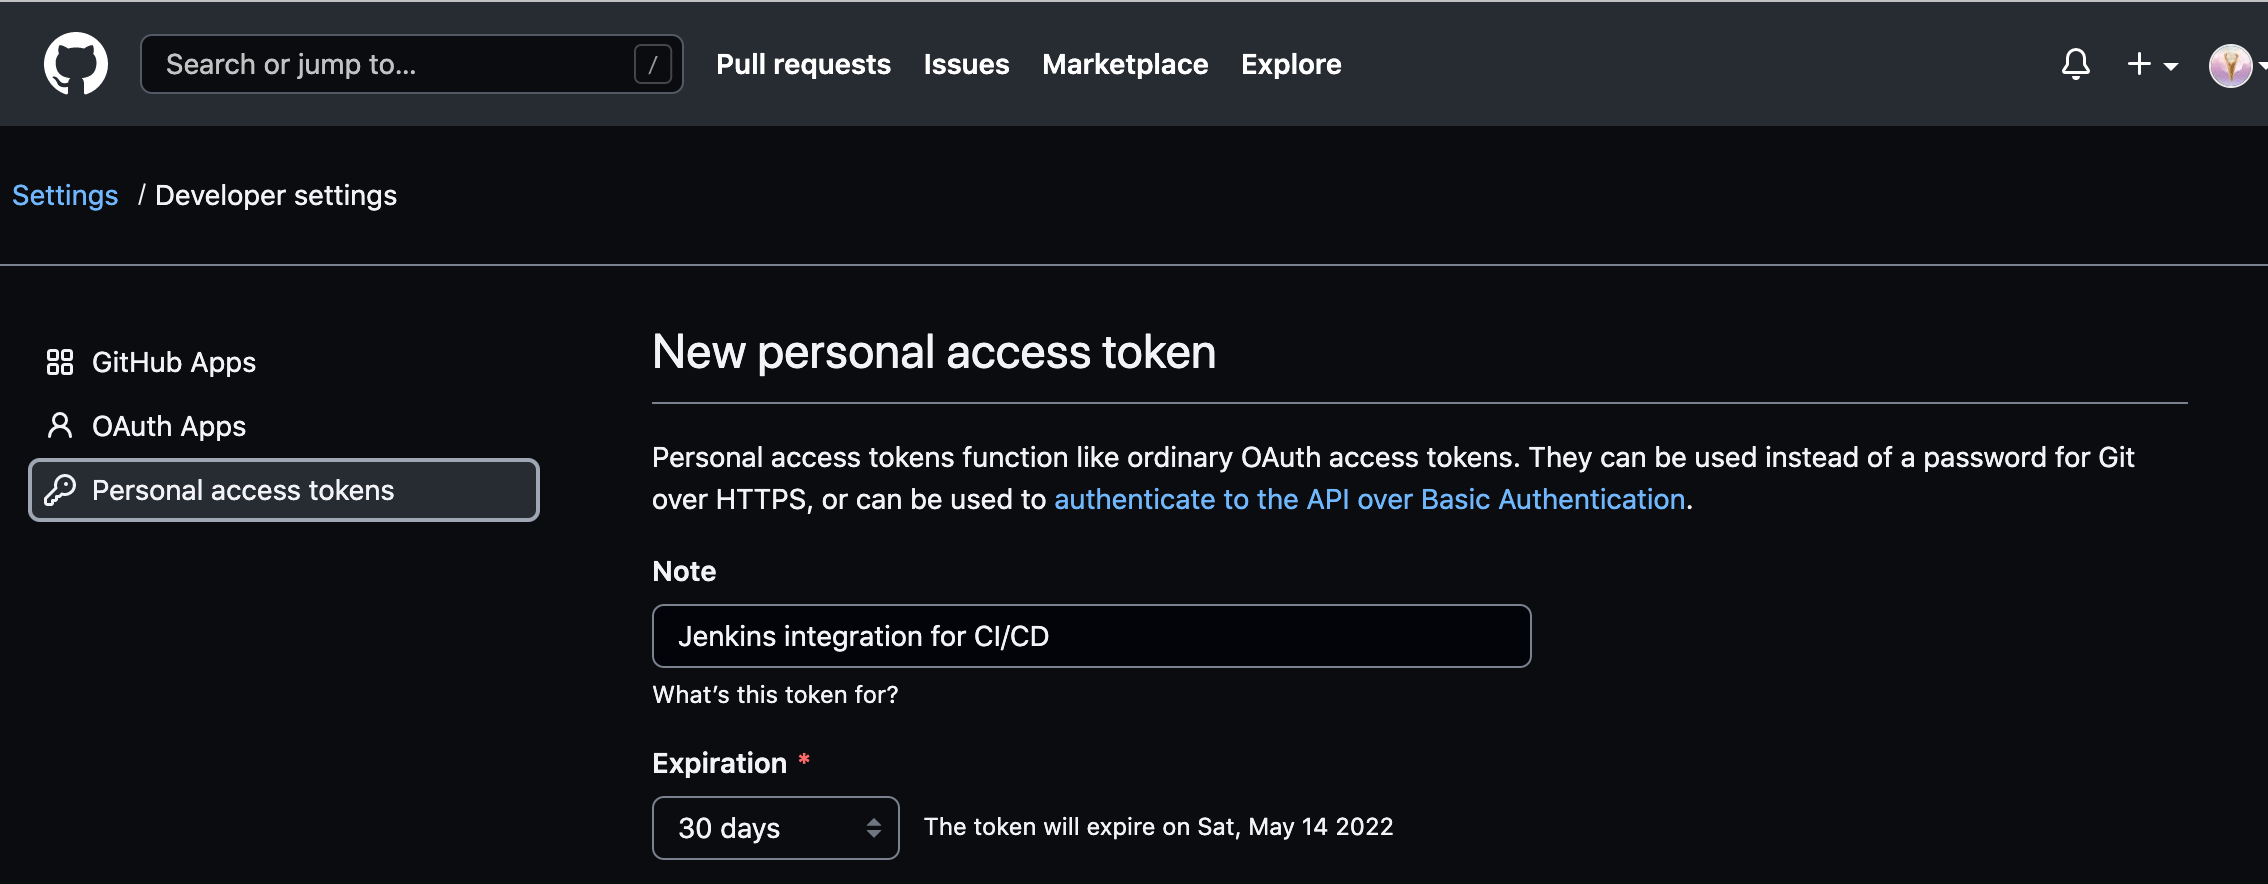 Search or jump to...
/
Pull requests
Issues
Marketplace
Explore
Settings / Developer settings
GitHub Apps
OAuth Apps
Personal access tokens
New personal access token
Personal access tokens function like ordinary OAuth access tokens. They can be used instead of a password for Git
over HTTPS, or can be used to authenticate to the API over Basic Authentication.
Note
Jenkins integration for CI/CD
What's this token for?
Expiration *
30 days
The token will expire on Sat, May 14 2022